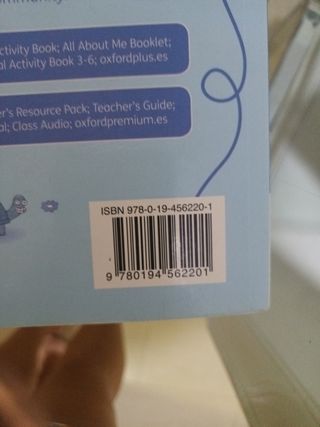 ctivity Book; All About Me Booklet;
al Activity Book 3-6; oxfordplus.es
er's Resource Pack; Teacher's Guide;
al; Class Audio; oxfordpremium.es
ISBN 978-0-19-456220-1
9 780194 562201